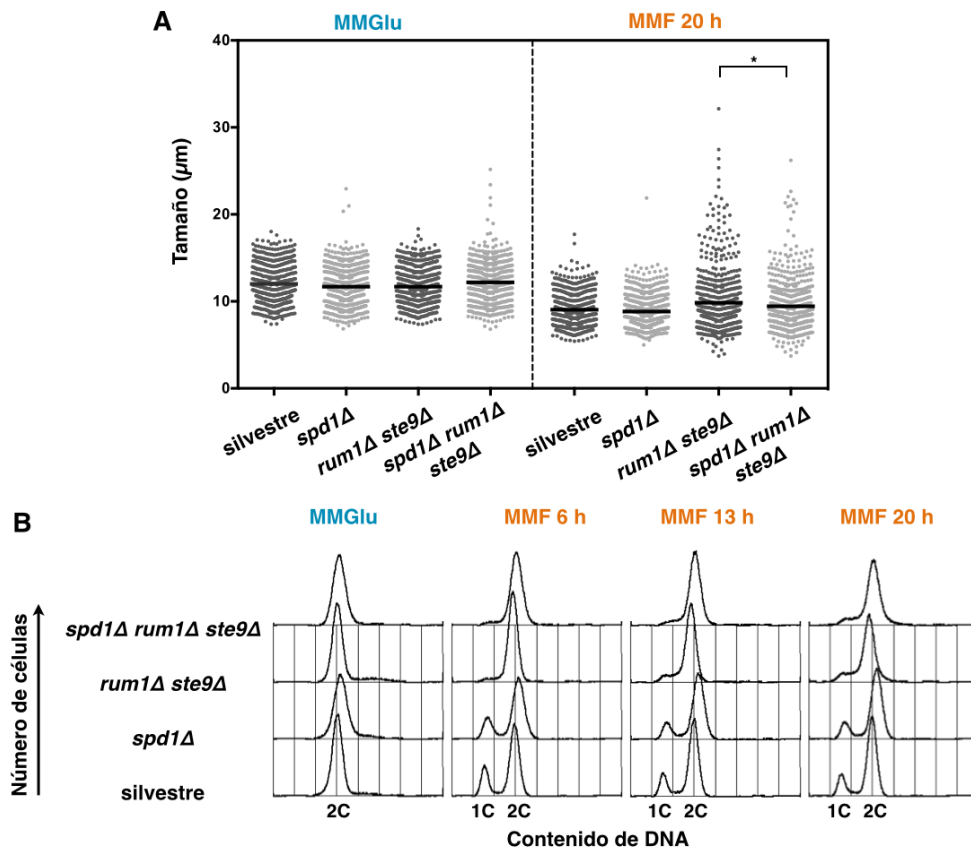 A
MMGlu
MMF 20 h
Tamaño (µm)
40
30
20
10
0
*
silvestre
spd1Δ
rum1Δ ste9Δ
spd1Δ rum1Δ
ste9Δ
silvestre
spd1Δ
rum1Δ ste9Δ
spd1Δ rum1Δ
ste9Δ
B
MMGlu
MMF 6 h
MMF 13 h
MMF 20 h
Número de células
spd1Δ rum1Δ ste9Δ
rum1Δ ste9Δ
spd1Δ
silvestre
2C
1C 2C
1C 2C
1C 2C
Contenido de DNA